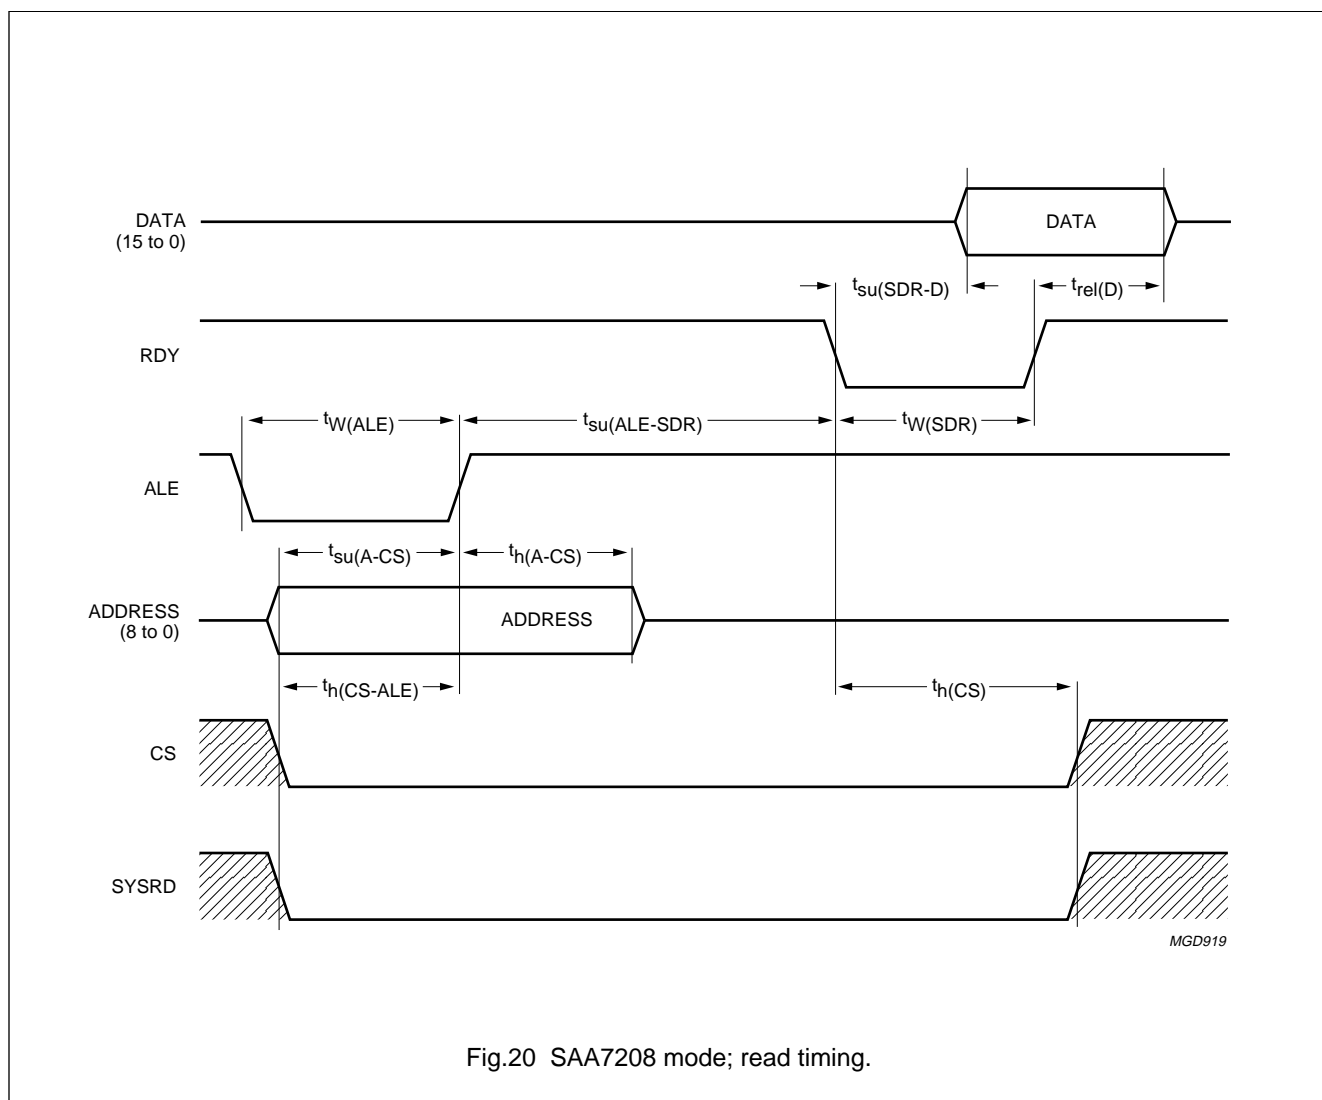 DATA
(15 to 0)
DATA
tsu(SDR-D)
trel(D)
RDY
tW(ALE)
tsu(ALE-SDR)
tW(SDR)
ALE
tsu(A-CS)
th(A-CS)
ADDRESS
(8 to 0)
ADDRESS
th(CS-ALE)
th(CS)
CS
SYSRD
MGD919
Fig.20 SAA7208 mode; read timing.